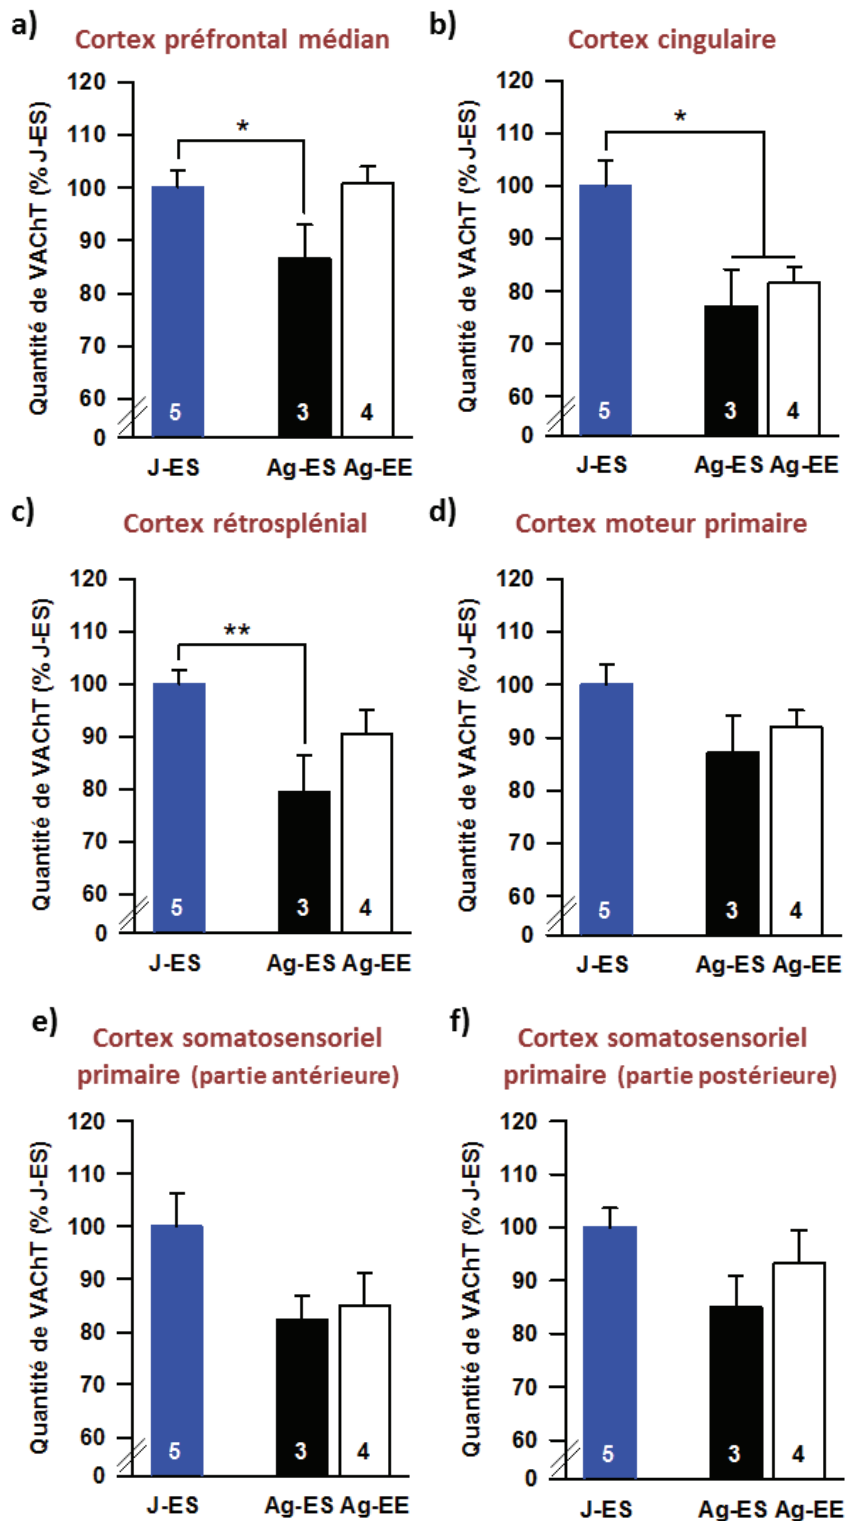 a)
Cortex préfrontal médian
Quantité de VAChT (% J-ES)
120
110
100
90
80
70
60
0
*
5
3
4
J-ES
Ag-ES
Ag-EE
b)
Cortex cingulaire
Quantité de VAChT (% J-ES)
120
110
100
90
80
70
60
0
*
5
3
4
J-ES
Ag-ES
Ag-EE
c)
Cortex rétrosplénial
Quantité de VAChT (% J-ES)
120
110
100
90
80
70
60
0
**
5
3
4
J-ES
Ag-ES
Ag-EE
d)
Cortex moteur primaire
Quantité de VAChT (% J-ES)
120
110
100
90
80
70
60
0
5
3
4
J-ES
Ag-ES
Ag-EE
e)
Cortex somatosensoriel
primaire (partie antérieure)
Quantité de VAChT (% J-ES)
120
110
100
90
80
70
60
0
5
3
4
J-ES
Ag-ES
Ag-EE
f)
Cortex somatosensoriel
primaire (partie postérieure)
Quantité de VAChT (% J-ES)
120
110
100
90
80
70
60
0
5
3
4
J-ES
Ag-ES
Ag-EE